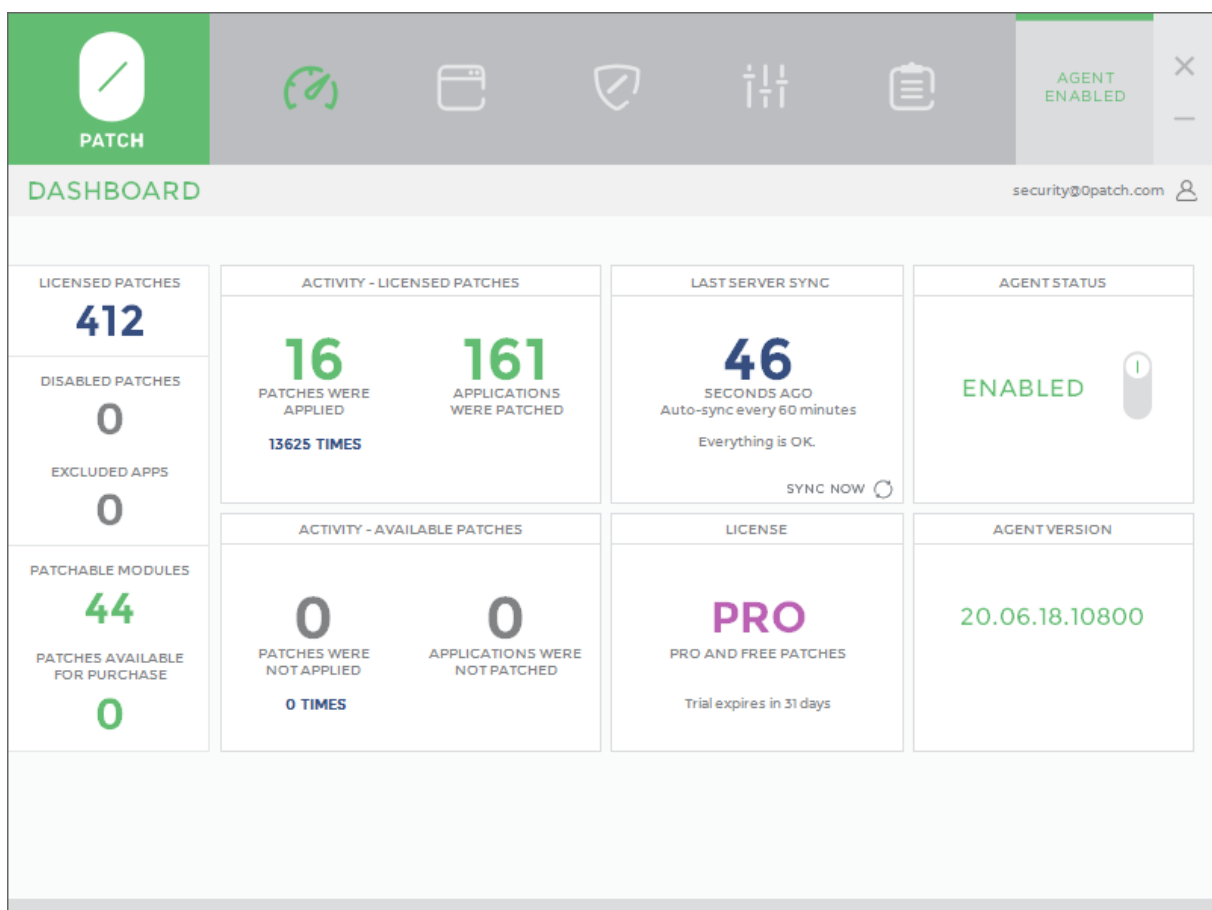 PATCH
AGENT
ENABLED
DASHBOARD
security@0patch.com
LICENSED PATCHES
412
DISABLED PATCHES
0
EXCLUDED APPS
0
PATCHABLE MODULES
44
PATCHES AVAILABLE
FOR PURCHASE
0
ACTIVITY - LICENSED PATCHES
16
PATCHES WERE
APPLIED
13625 TIMES
161
APPLICATIONS
WERE PATCHED
LAST SERVER SYNC
46
SECONDS AGO
Auto-sync every 60 minutes
Everything is OK.
SYNC NOW
AGENT STATUS
ENABLED
ACTIVITY - AVAILABLE PATCHES
0
PATCHES WERE
NOT APPLIED
0 TIMES
0
APPLICATIONS WERE
NOT PATCHED
LICENSE
PRO
PRO AND FREE PATCHES
Trial expires in 31 days
AGENT VERSION
20.06.18.10800